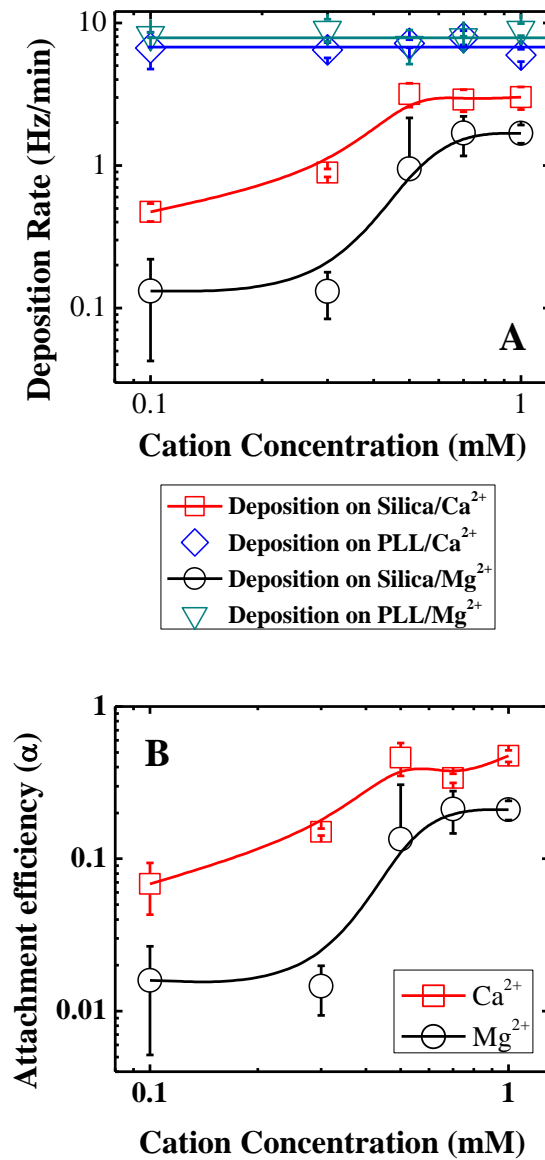 10
1
0.1
Deposition Rate (Hz/min)
A
0.1
1
Cation Concentration (mM)
Deposition on Silica/Ca²⁺
Deposition on PLL/Ca²⁺
Deposition on Silica/Mg²⁺
Deposition on PLL/Mg²⁺
1
B
0.1
0.01
Attachment efficiency (α)
Ca²⁺
Mg²⁺
0.1
1
Cation Concentration (mM)